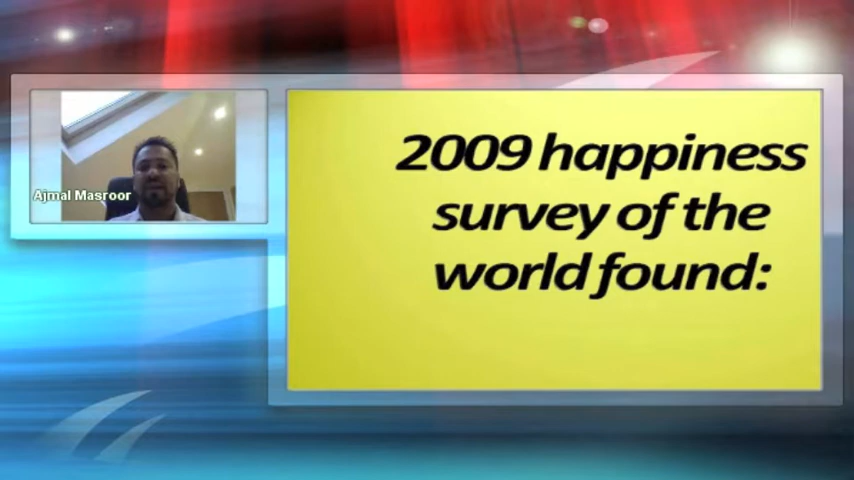 Ajmal Masroor
2009 happiness
survey of the
world found: